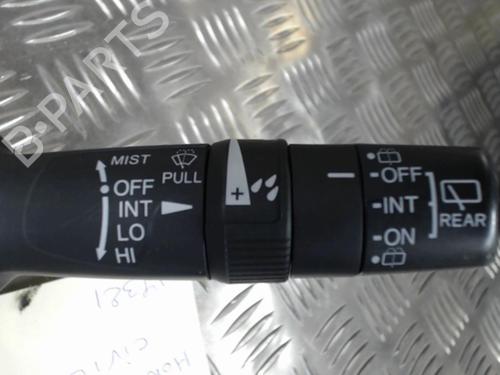 B-PARTS
MIST
PULL
OFF
INT
LO
HI
+
OFF
INT
ON
REAR